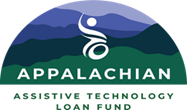 APPALACHIAN
ASSISTIVE TECHNOLOGY
LOAN FUND